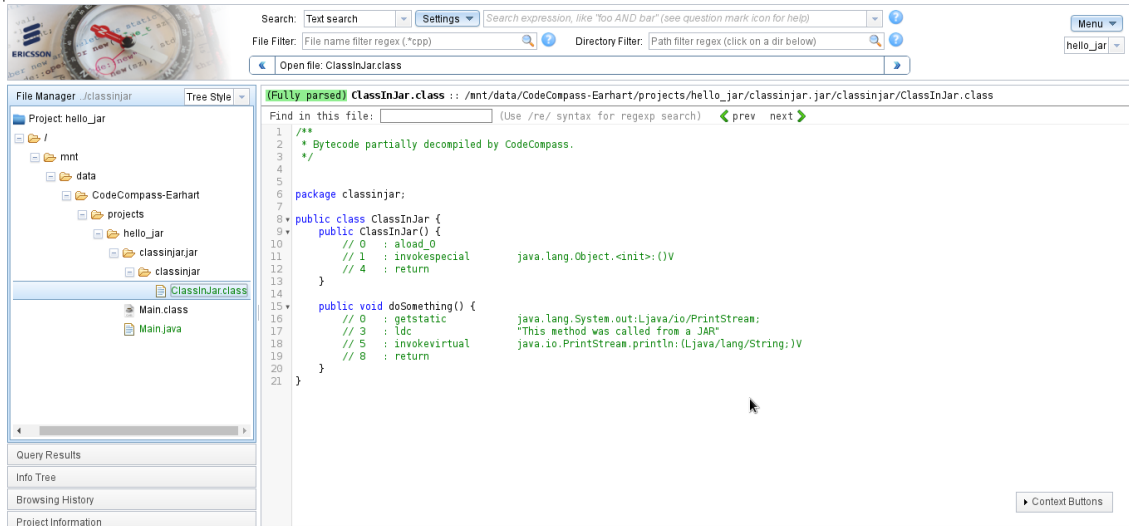 Search: Text search Settings Search expression, like "foo AND bar" (see question mark icon for help)
Menu
File Filter: File name filter regex (.*cpp) Directory Filter: Path filter regex (click on a dir below)
hello_jar
ERICSSON
Open file: ClassInJar.class
File Manager ../classinjar Tree Style
(Fully parsed) ClassInJar.class :: /mnt/data/CodeCompass-Earhart/projects/hello_jar/classinjar.jar/classinjar/ClassInJar.class
Find in this file: (Use /re/ syntax for regexp search) prev next
Project: hello_jar
/
mnt
data
CodeCompass-Earhart
projects
hello_jar
classinjar.jar
classinjar
ClassInJar.class
Main.class
Main.java
1 /**
2  * Bytecode partially decompiled by CodeCompass.
3  */
4
5
6 package classinjar;
7
8 public class ClassInJar {
9     public ClassInJar() {
10         // 0   : aload_0
11         // 1   : invokespecial       java.lang.Object.<init>:()V
12         // 4   : return
13     }
14
15     public void doSomething() {
16         // 0   : getstatic           java.lang.System.out:Ljava/io/PrintStream;
17         // 3   : ldc                 "This method was called from a JAR"
18         // 5   : invokevirtual       java.io.PrintStream.println:(Ljava/lang/String;)V
19         // 8   : return
20     }
21 }
Query Results
Info Tree
Browsing History
Project Information
Context Buttons